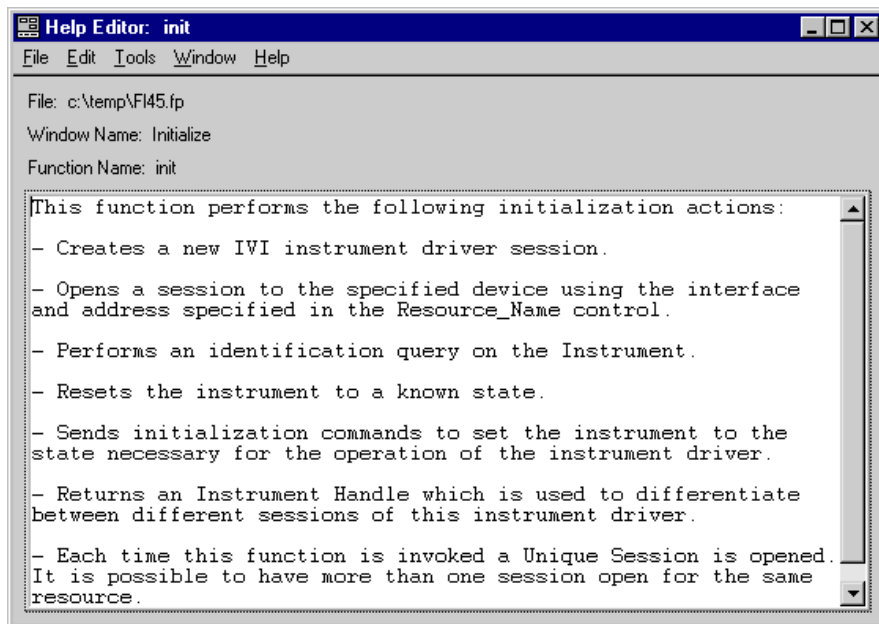 Help Editor: init
File Edit Tools Window Help
File: c:\temp\Fl45.fp
Window Name: Initialize
Function Name: init
This function performs the following initialization actions:
- Creates a new IVI instrument driver session.
- Opens a session to the specified device using the interface
and address specified in the Resource_Name control.
- Performs an identification query on the Instrument.
- Resets the instrument to a known state.
- Sends initialization commands to set the instrument to the
state necessary for the operation of the instrument driver.
- Returns an Instrument Handle which is used to differentiate
between different sessions of this instrument driver.
- Each time this function is invoked a Unique Session is opened.
It is possible to have more than one session open for the same
resource.